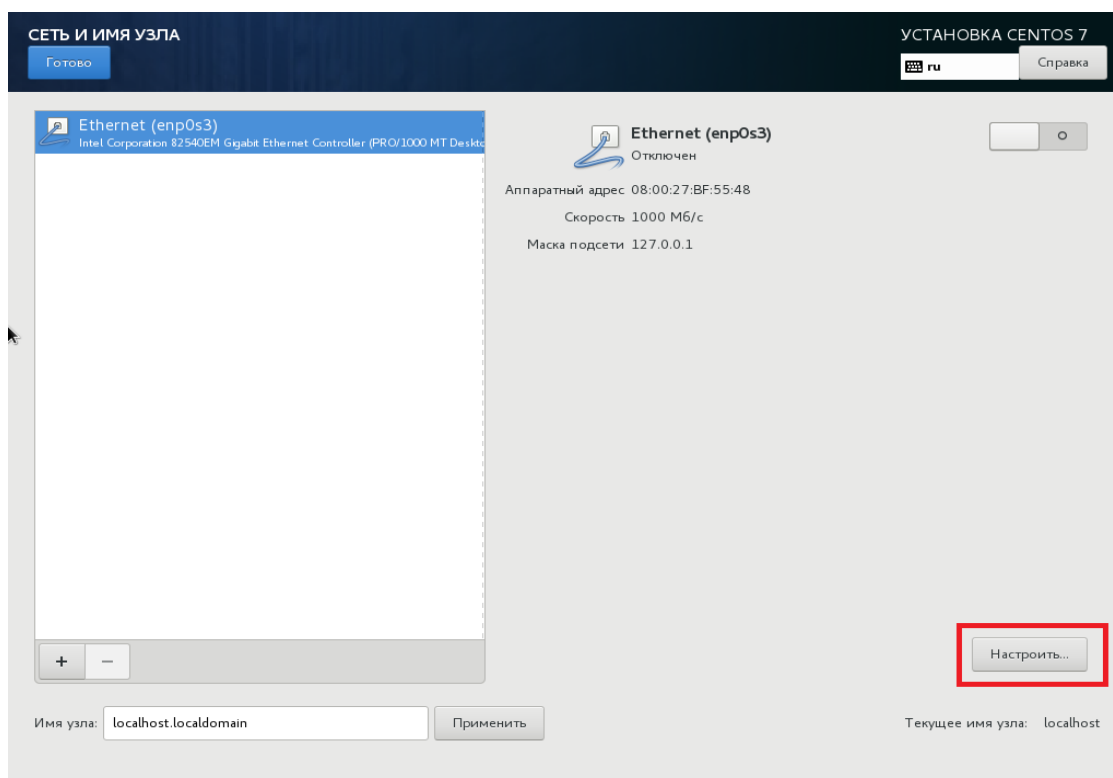 СЕТЬ И ИМЯ УЗЛА
УСТАНОВКА CENTOS 7
Готово
ru
Справка
Ethernet (enp0s3)
Intel Corporation 82540EM Gigabit Ethernet Controller (PRO/1000 MT Deskto
Ethernet (enp0s3)
Отключен
Аппаратный адрес 08:00:27:BF:55:48
Скорость 1000 Мб/с
Маска подсети 127.0.0.1
+ −
Настроить...
Имя узла: localhost.localdomain Применить
Текущее имя узла: localhost